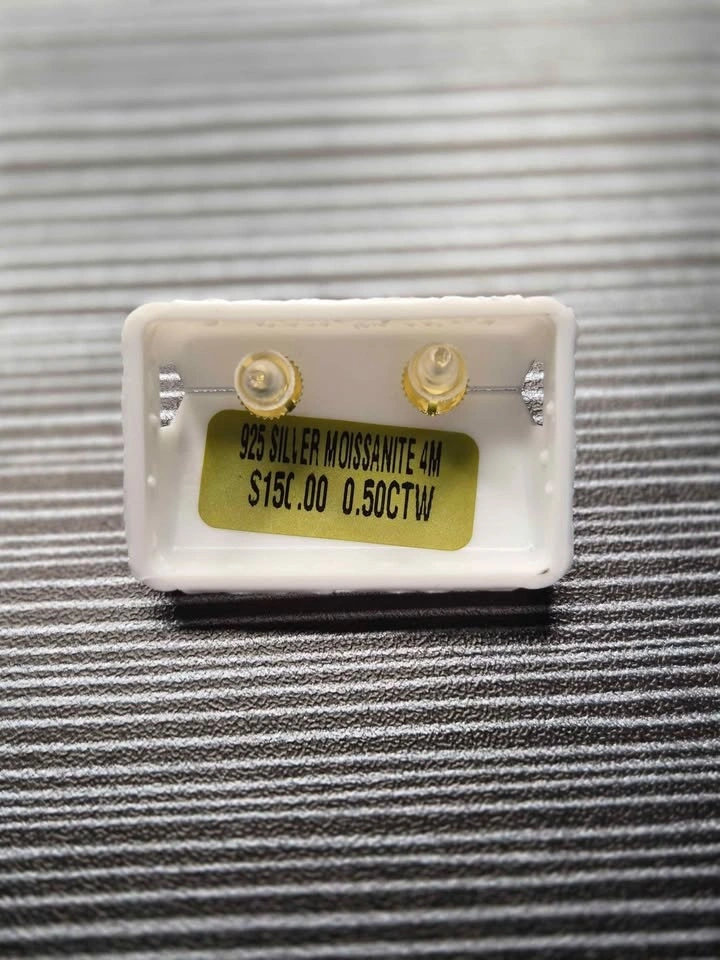 925 SILLER MOISSANITE 4M
$150.00 0.50CTW